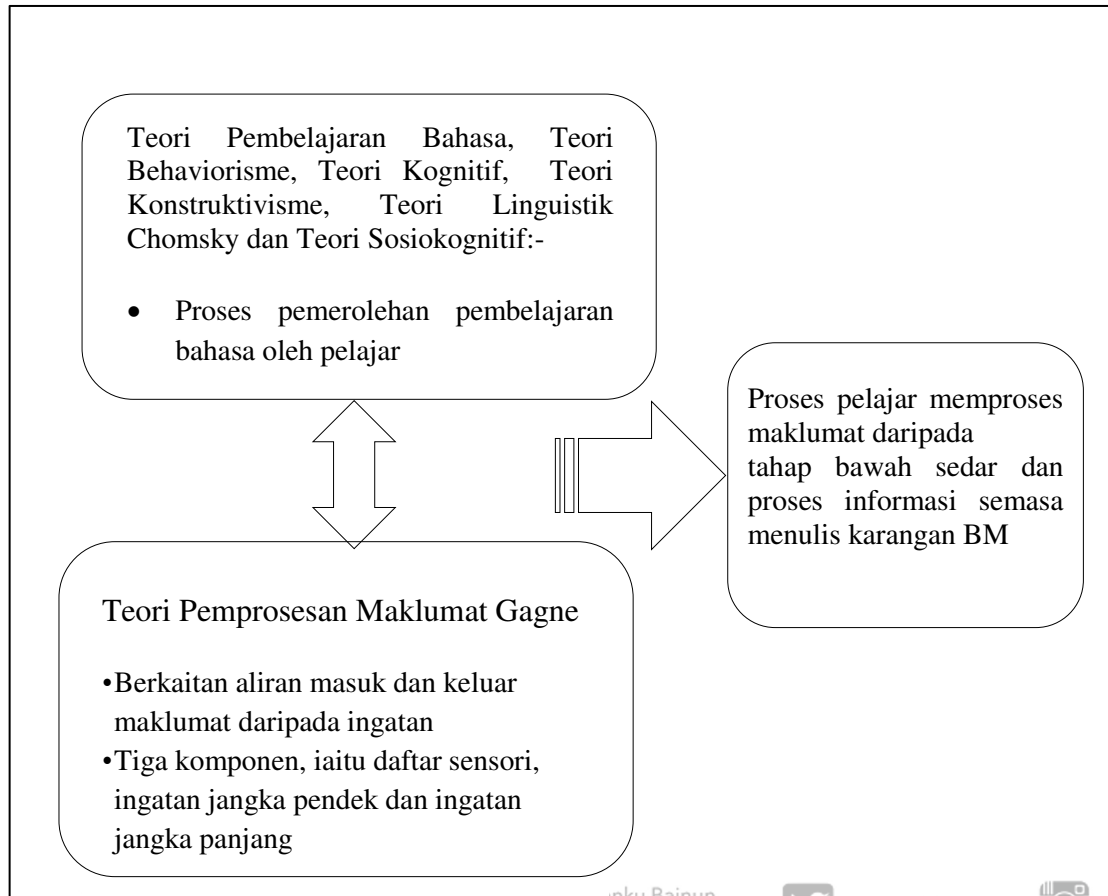 Teori Pembelajaran Bahasa, Teori
Behaviorisme, Teori Kognitif, Teori
Konstruktivisme, Teori Linguistik
Chomsky dan Teori Sosiokognitif:-
• Proses pemerolehan pembelajaran
bahasa oleh pelajar
Proses pelajar memproses
maklumat daripada
tahap bawah sedar dan
proses informasi semasa
menulis karangan BM
Teori Pemprosesan Maklumat Gagne
•Berkaitan aliran masuk dan keluar
maklumat daripada ingatan
•Tiga komponen, iaitu daftar sensori,
ingatan jangka pendek dan ingatan
jangka panjang